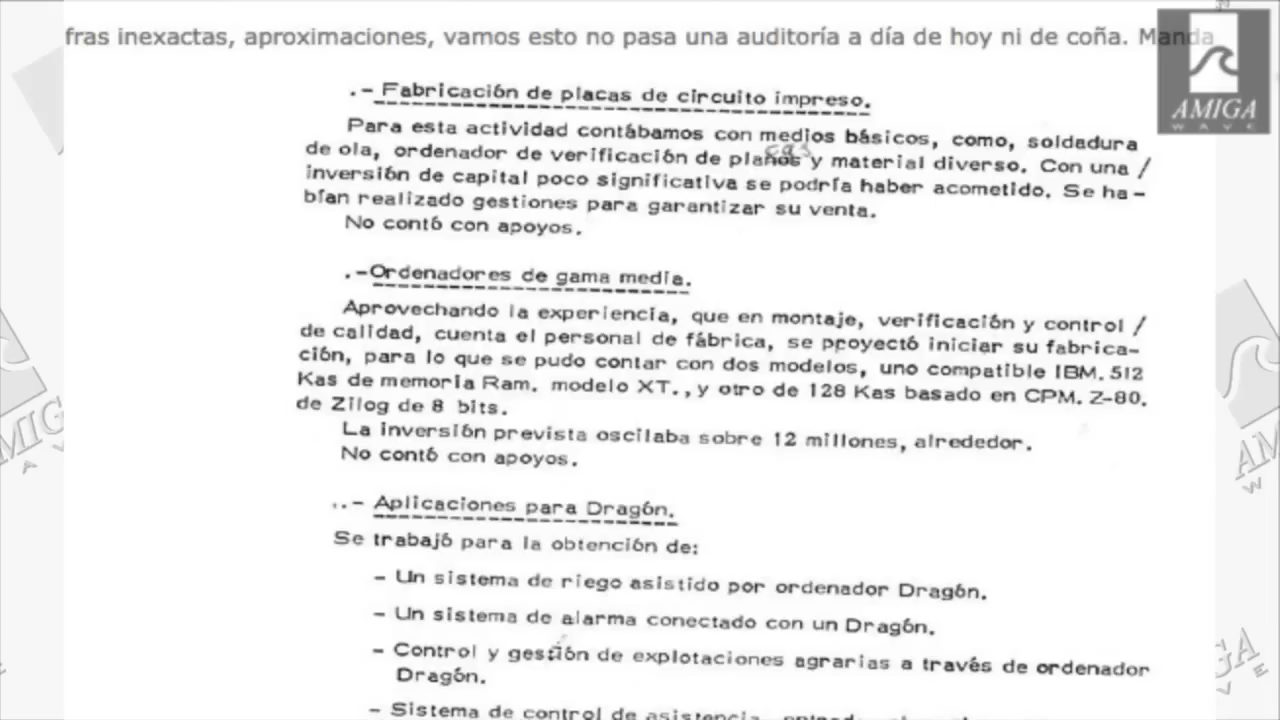 fras inexactas, aproximaciones, vamos esto no pasa una auditoría a día de hoy ni de coña. Manda
AMIGA
WAVE
.- Fabricación de placas de circuito impreso.
Para esta actividad contábamos con medios básicos, como, soldadura
de ola, ordenador de verificación de planos y material diverso. Con una /
inversión de capital poco significativa se podría haber acometido. Se ha-
bían realizado gestiones para garantizar su venta.
No contó con apoyos.
.-Ordenadores de gama media.
Aprovechando la experiencia, que en montaje, verificación y control /
de calidad, cuenta el personal de fábrica, se proyectó iniciar su fabrica-
ción, para lo que se pudo contar con dos modelos, uno compatible IBM. 512
Kas de memoria Ram. modelo XT., y otro de 128 Kas basado en CPM. Z-80.
de Zilog de 8 bits.
La inversión prevista oscilaba sobre 12 millones, alrededor.
No contó con apoyos.
..- Aplicaciones para Dragón.
Se trabajó para la obtención de:
- Un sistema de riego asistido por ordenador Dragón.
- Un sistema de alarma conectado con un Dragón.
- Control y gestión de explotaciones agrarias a través de ordenador
Dragón.
- Sistema de control de asistencia,